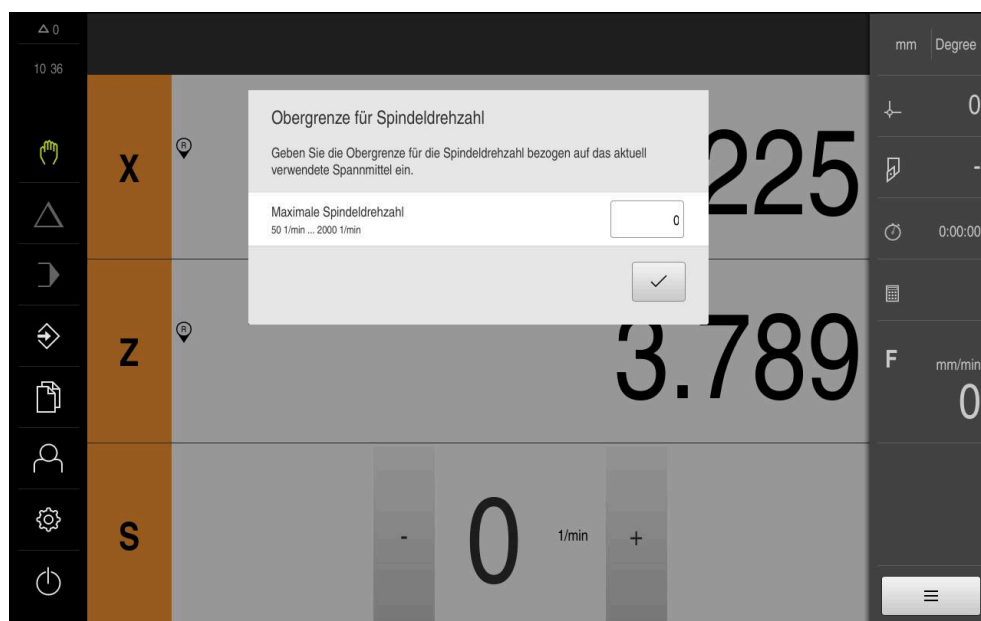 0
10 36
mm Degree
Obergrenze für Spindeldrehzahl
Geben Sie die Obergrenze für die Spindeldrehzahl bezogen auf das aktuell
verwendete Spannmittel ein.
Maximale Spindeldrehzahl
50 1/min ... 2000 1/min
0
X
R
225
0
-
0:00:00
Z
R
3.789
F
mm/min
0
S
-
0
1/min
+